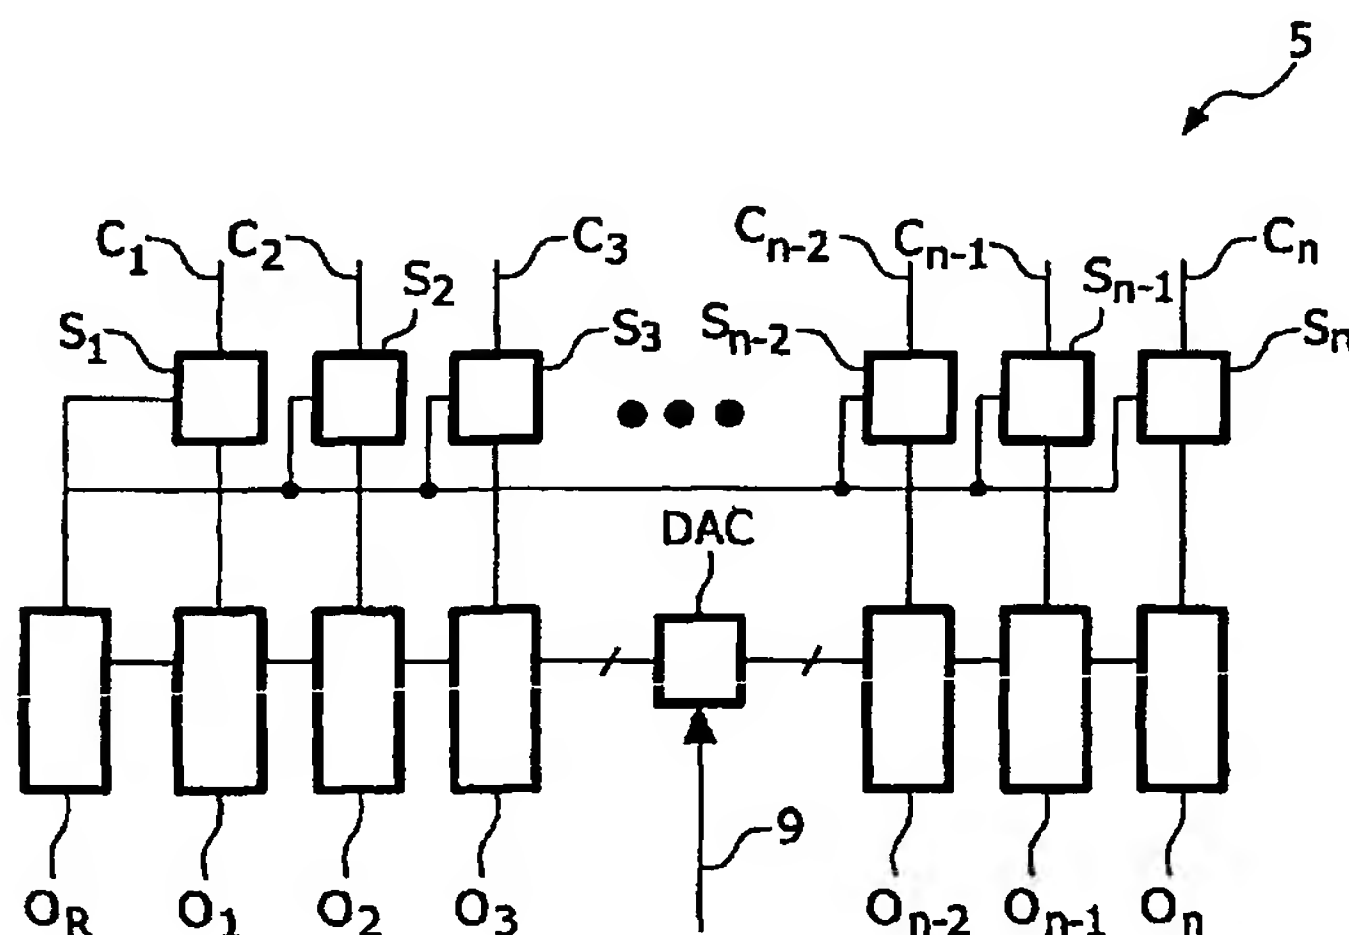 5
C₁ C₂ C₃ Cₙ₋₂ Cₙ₋₁ Cₙ
S₁ S₂ S₃ Sₙ₋₂ Sₙ₋₁ Sₙ
DAC
9
O_R O₁ O₂ O₃ Oₙ₋₂ Oₙ₋₁ Oₙ